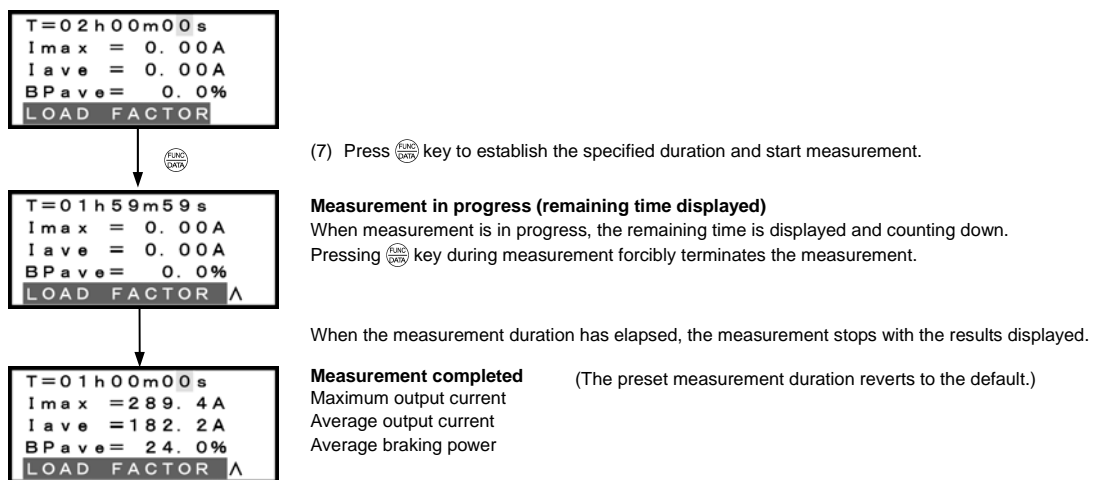 T=02h00m00s
Imax = 0.00A
Iave = 0.00A
BPave= 0.0%
LOAD FACTOR
FUNC
DATA
(7) Press FUNC DATA key to establish the specified duration and start measurement.
T=01h59m59s
Imax = 0.00A
Iave = 0.00A
BPave= 0.0%
LOAD FACTOR ∧
Measurement in progress (remaining time displayed)
When measurement is in progress, the remaining time is displayed and counting down.
Pressing FUNC DATA key during measurement forcibly terminates the measurement.
When the measurement duration has elapsed, the measurement stops with the results displayed.
T=01h00m00s
Imax =289.4A
Iave =182.2A
BPave= 24.0%
LOAD FACTOR ∧
Measurement completed (The preset measurement duration reverts to the default.)
Maximum output current
Average output current
Average braking power